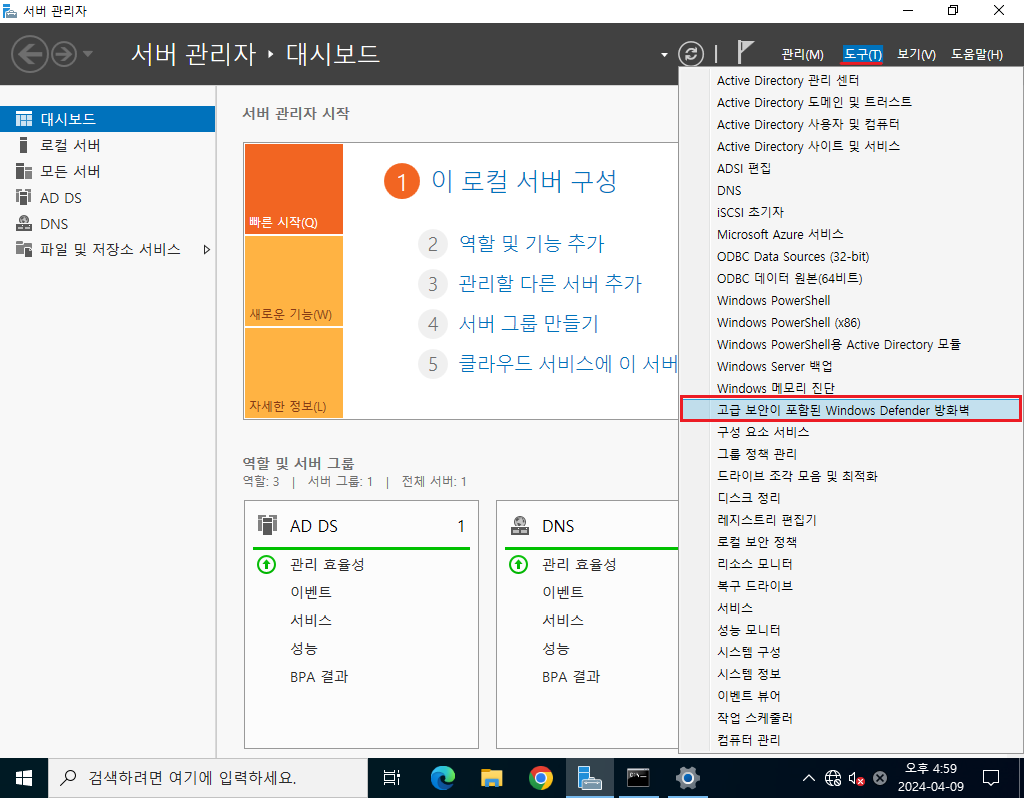 서버 관리자
서버 관리자 ‣ 대시보드
관리(M) 도구(T) 보기(V) 도움말(H)
대시보드
로컬 서버
모든 서버
AD DS
DNS
파일 및 저장소 서비스
서버 관리자 시작
빠른 시작(Q)
새로운 기능(W)
자세한 정보(L)
1 이 로컬 서버 구성
2 역할 및 기능 추가
3 관리할 다른 서버 추가
4 서버 그룹 만들기
5 클라우드 서비스에 이 서버
역할 및 서버 그룹
역할: 3 | 서버 그룹: 1 | 전체 서버: 1
AD DS 1
관리 효율성
이벤트
서비스
성능
BPA 결과
DNS
관리 효율성
이벤트
서비스
성능
BPA 결과
Active Directory 관리 센터
Active Directory 도메인 및 트러스트
Active Directory 사용자 및 컴퓨터
Active Directory 사이트 및 서비스
ADSI 편집
DNS
iSCSI 초기자
Microsoft Azure 서비스
ODBC Data Sources (32-bit)
ODBC 데이터 원본(64비트)
Windows PowerShell
Windows PowerShell (x86)
Windows PowerShell용 Active Directory 모듈
Windows Server 백업
Windows 메모리 진단
고급 보안이 포함된 Windows Defender 방화벽
구성 요소 서비스
그룹 정책 관리
드라이브 조각 모음 및 최적화
디스크 정리
레지스트리 편집기
로컬 보안 정책
리소스 모니터
복구 드라이브
서비스
성능 모니터
시스템 구성
시스템 정보
이벤트 뷰어
작업 스케줄러
컴퓨터 관리
검색하려면 여기에 입력하세요.
오후 4:59
2024-04-09